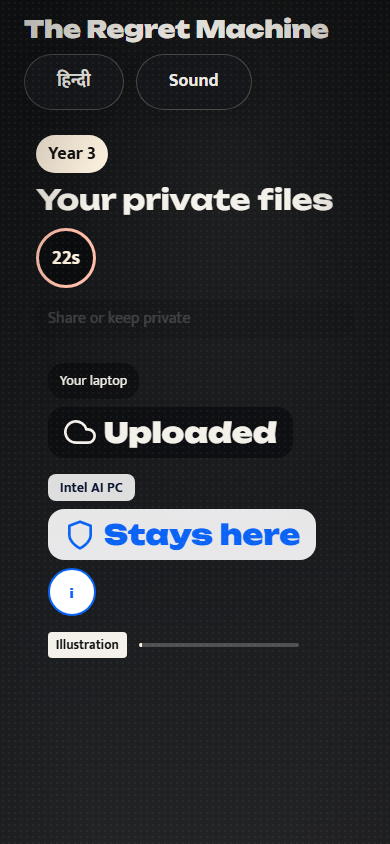 The Regret Machine
हिन्दी
Sound
Year 3
Your private files
22s
Share or keep private
Your laptop
Uploaded
Intel AI PC
Stays here
i
Illustration